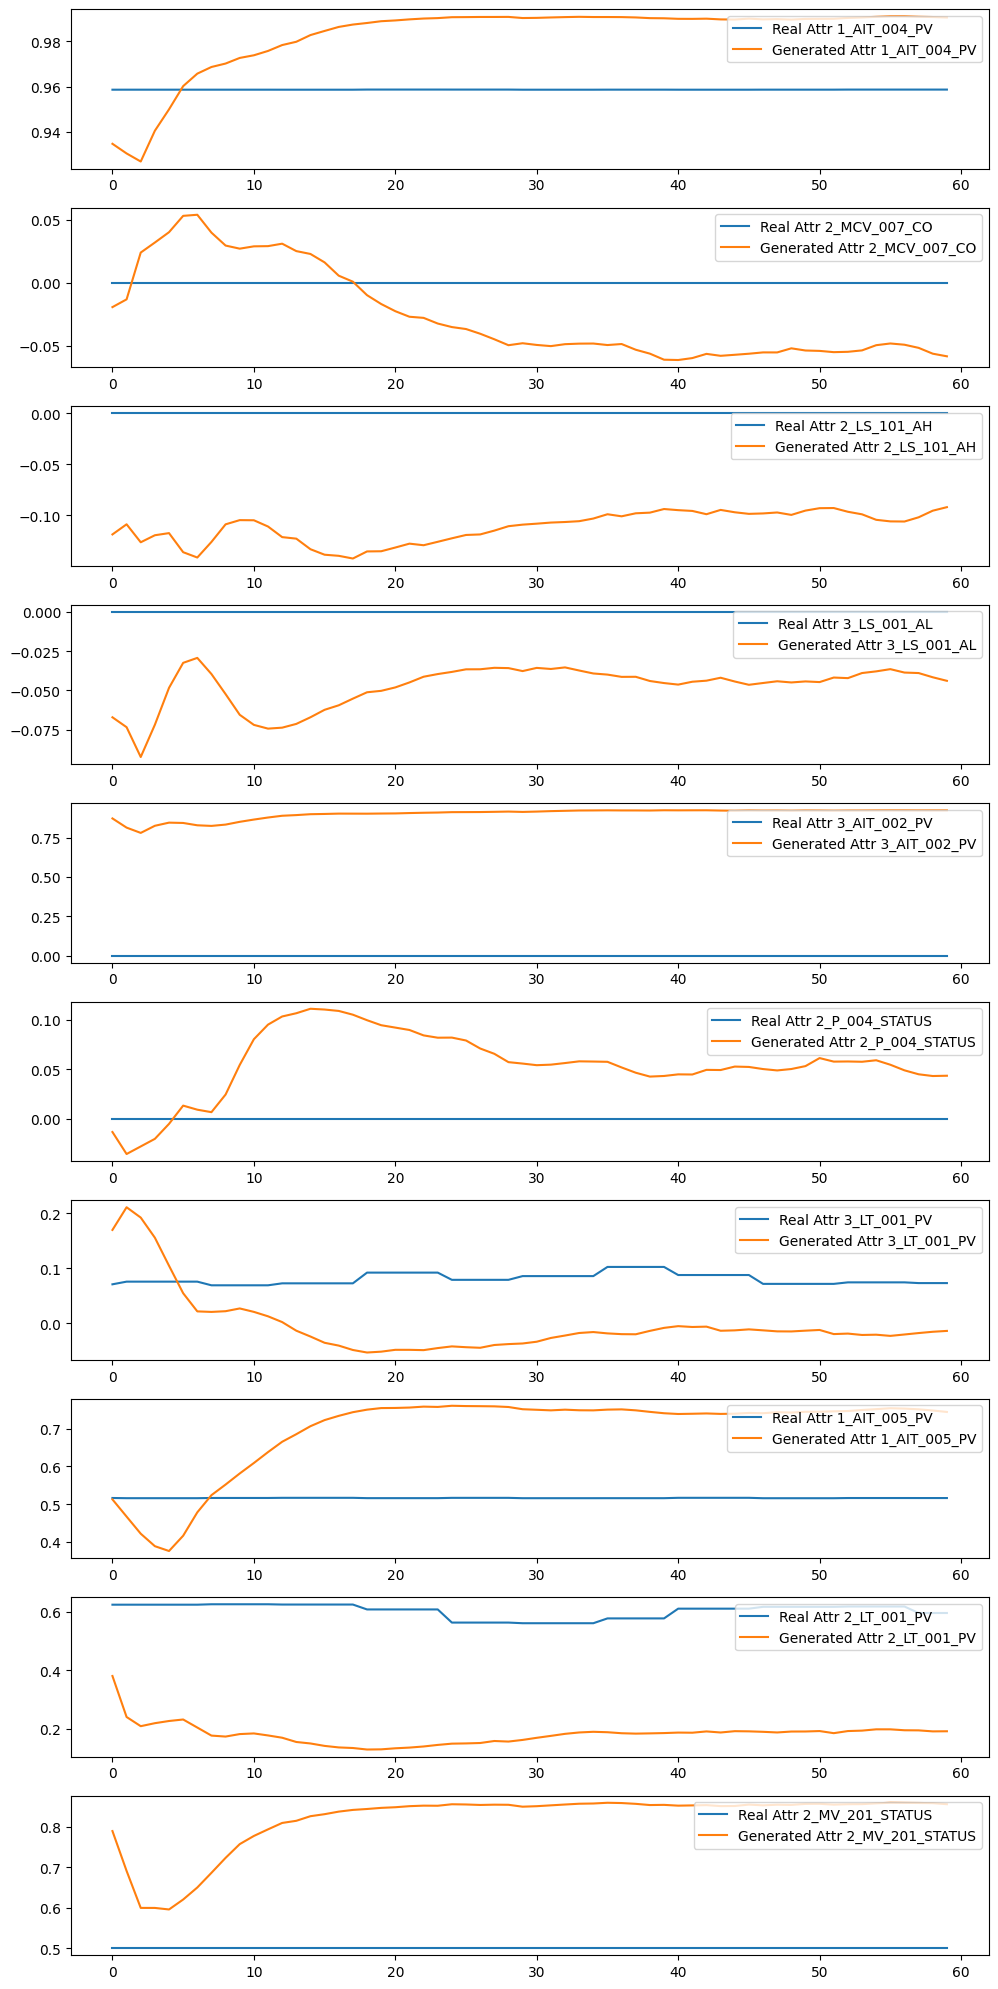 0.98
0.96
0.94
Real Attr 1_AIT_004_PV
Generated Attr 1_AIT_004_PV
0 10 20 30 40 50 60
0.05
0.00
−0.05
Real Attr 2_MCV_007_CO
Generated Attr 2_MCV_007_CO
0 10 20 30 40 50 60
0.00
−0.05
−0.10
Real Attr 2_LS_101_AH
Generated Attr 2_LS_101_AH
0 10 20 30 40 50 60
0.000
−0.025
−0.050
−0.075
Real Attr 3_LS_001_AL
Generated Attr 3_LS_001_AL
0 10 20 30 40 50 60
0.75
0.50
0.25
0.00
Real Attr 3_AIT_002_PV
Generated Attr 3_AIT_002_PV
0 10 20 30 40 50 60
0.10
0.05
0.00
Real Attr 2_P_004_STATUS
Generated Attr 2_P_004_STATUS
0 10 20 30 40 50 60
0.2
0.1
0.0
Real Attr 3_LT_001_PV
Generated Attr 3_LT_001_PV
0 10 20 30 40 50 60
0.7
0.6
0.5
0.4
Real Attr 1_AIT_005_PV
Generated Attr 1_AIT_005_PV
0 10 20 30 40 50 60
0.6
0.4
0.2
Real Attr 2_LT_001_PV
Generated Attr 2_LT_001_PV
0 10 20 30 40 50 60
0.8
0.7
0.6
0.5
Real Attr 2_MV_201_STATUS
Generated Attr 2_MV_201_STATUS
0 10 20 30 40 50 60